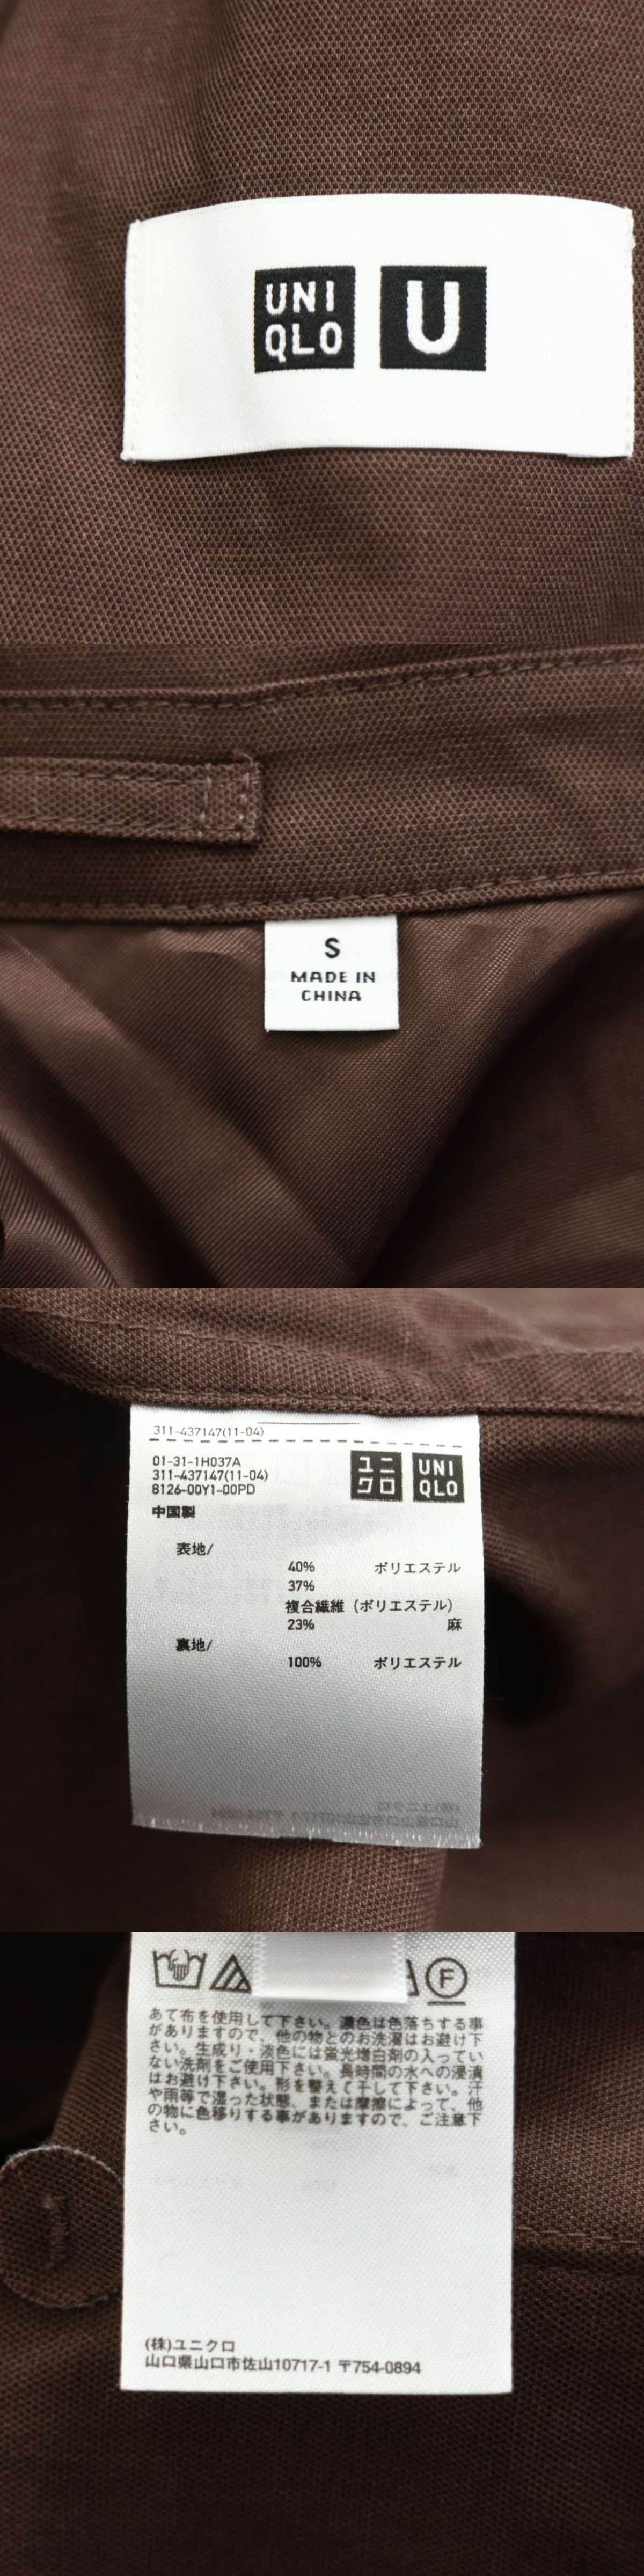 UNI
QLO
U
S
MADE IN
CHINA
311-437147(11-04)
01-31-1H037A
311-437147(11-04)
8126-00Y1-00PD
ユニ
クロ
UNI
QLO
中国製
表地/
40% ポリエステル
37%
複合繊維（ポリエステル）
23% 麻
裏地/
100% ポリエステル
F
あて布を使用して下さい。濃色は色落ちする事
がありますので、他の物とのお洗濯はお避け下
さい。生成り・淡色には蛍光増白剤の入ってい
ない洗剤をご使用下さい。長時間の水への浸漬
はお避け下さい。形を整えて干して下さい。汗
や雨等で湿った状態、または摩擦によって、他
の物に色移りする事がありますので、ご注意下
さい。
(株)ユニクロ
山口県山口市佐山10717-1 〒754-0894